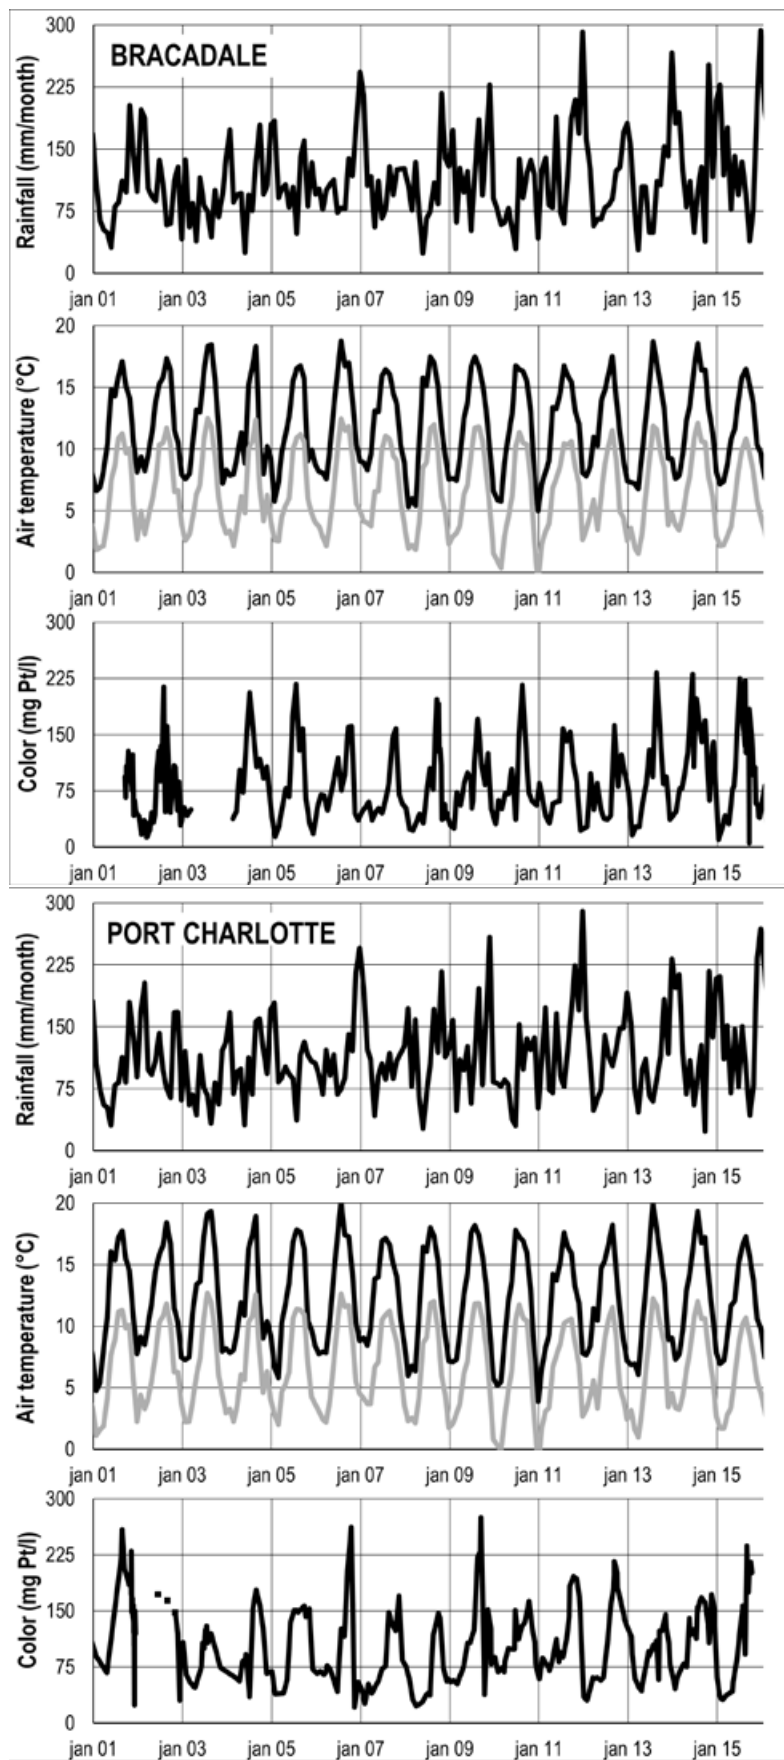 BRACADALE
Rainfall (mm/month)
300
225
150
75
0
jan 01 jan 03 jan 05 jan 07 jan 09 jan 11 jan 13 jan 15
Air temperature (°C)
20
15
10
5
0
jan 01 jan 03 jan 05 jan 07 jan 09 jan 11 jan 13 jan 15
Color (mg Pt/l)
300
225
150
75
0
jan 01 jan 03 jan 05 jan 07 jan 09 jan 11 jan 13 jan 15
PORT CHARLOTTE
Rainfall (mm/month)
300
225
150
75
0
jan 01 jan 03 jan 05 jan 07 jan 09 jan 11 jan 13 jan 15
Air temperature (°C)
20
15
10
5
0
jan 01 jan 03 jan 05 jan 07 jan 09 jan 11 jan 13 jan 15
Color (mg Pt/l)
300
225
150
75
0
jan 01 jan 03 jan 05 jan 07 jan 09 jan 11 jan 13 jan 15